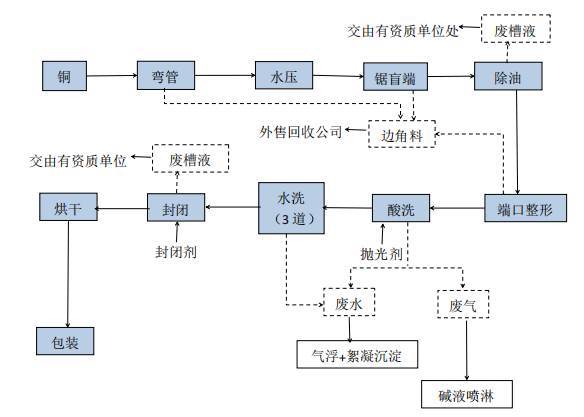 交由有资质单位处
废槽液
铜
弯管
水压
锯盲端
除油
外售回收公司
边角料
交由有资质单位
废槽液
烘干
封闭
水洗
（3 道）
酸洗
端口整形
封闭剂
抛光剂
废水
废气
包装
气浮+絮凝沉淀
碱液喷淋